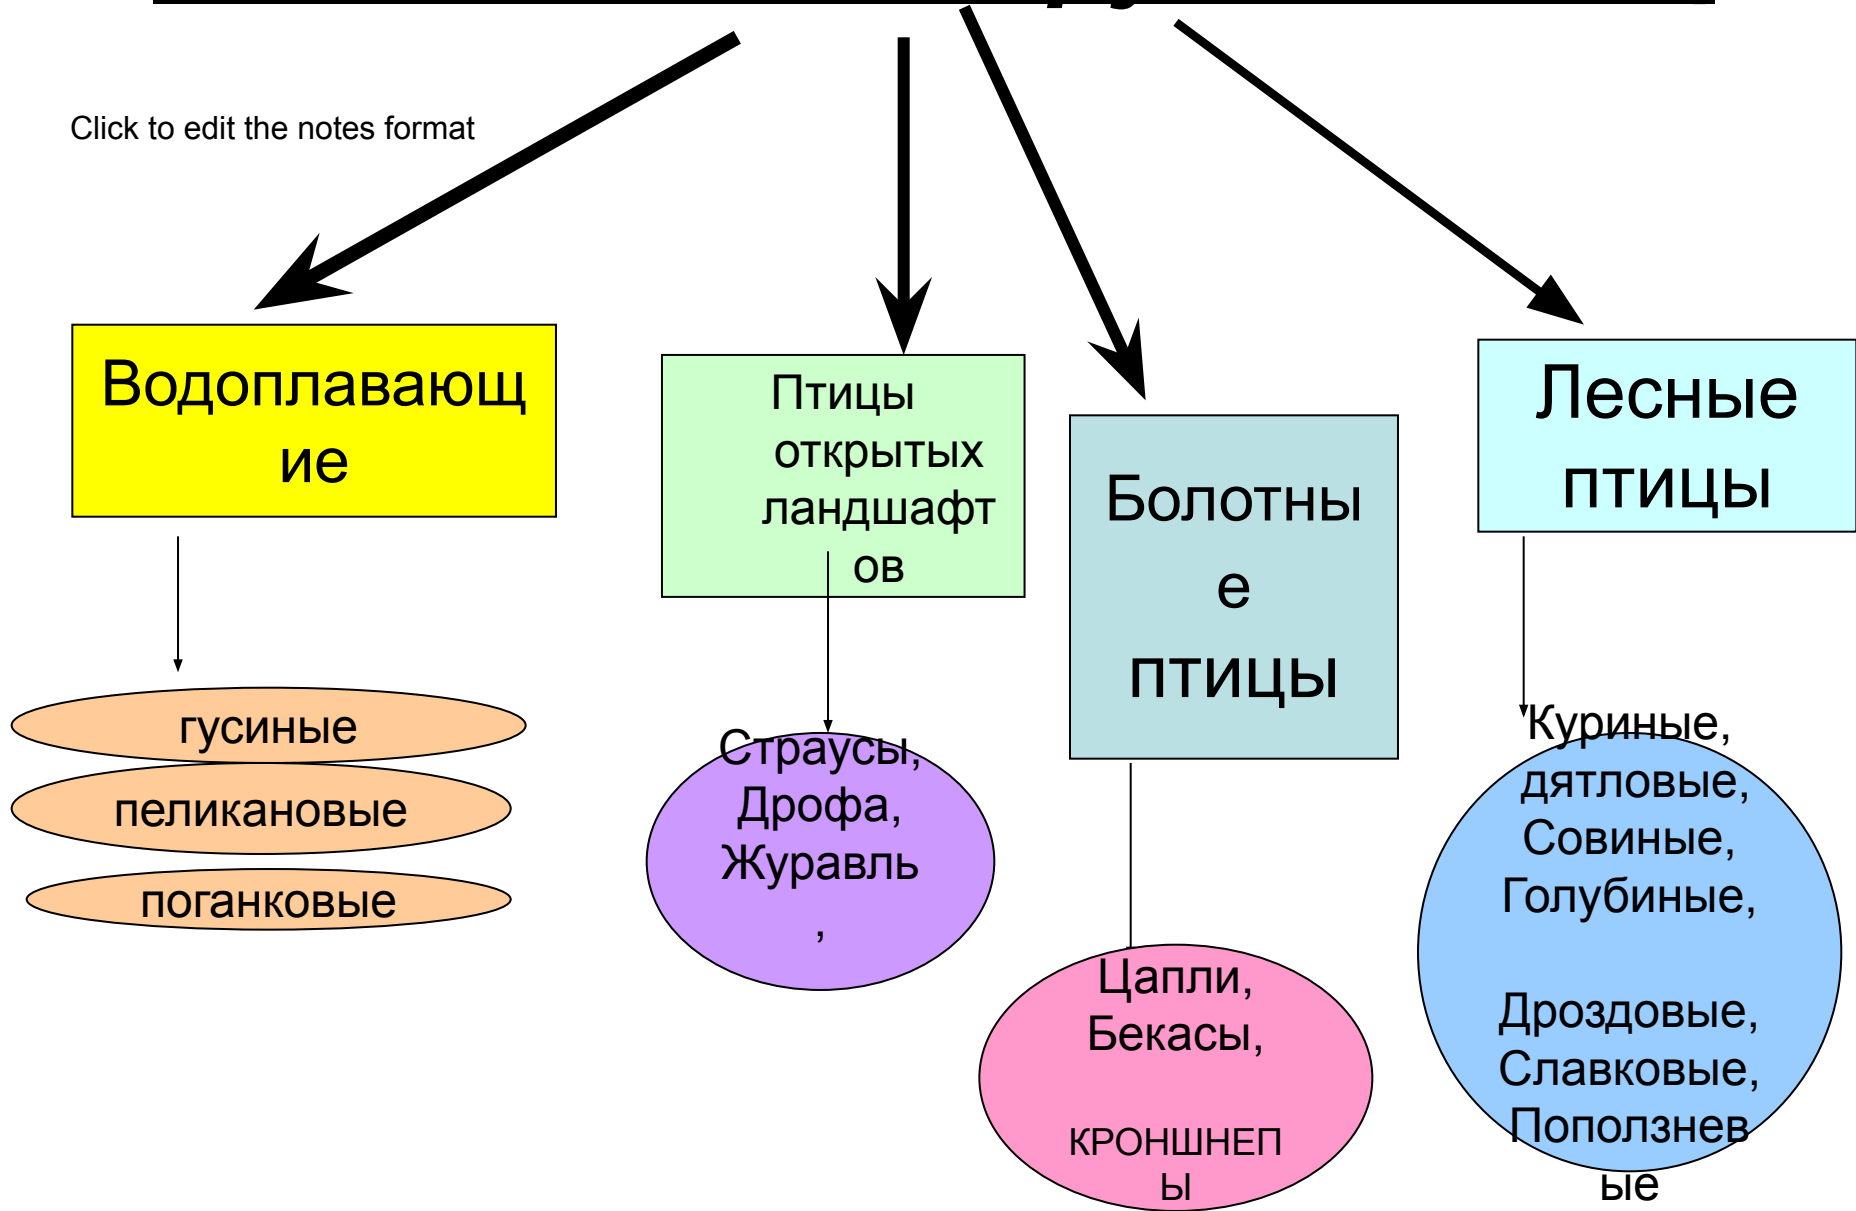 Click to edit the notes format
Водоплавающ
ие
Птицы
открытых
ландшафт
ов
Болотны
е
птицы
Лесные
птицы
гусиные
пеликановые
поганковые
Страусы,
Дрофа,
Журавль
,
Цапли,
Бекасы,
КРОНШНЕП
Ы
Куриные,
дятловые,
Совиные,
Голубиные,
Дроздовые,
Славковые,
Поползнев
ые